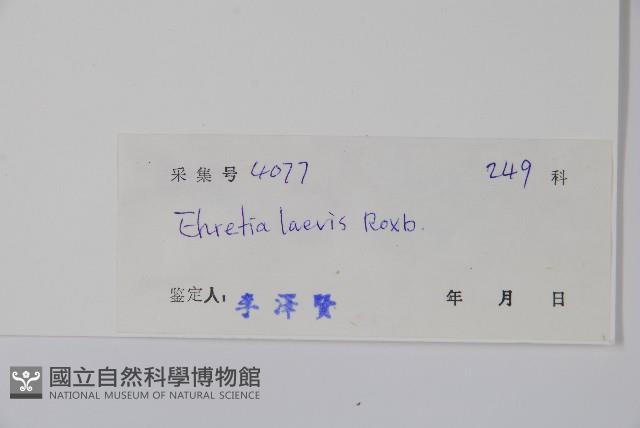 采集号 4077 249 科
Ehretia laevis Roxb.
鉴定人: 李泽贤 年 月 日
國立自然科學博物館
NATIONAL MUSEUM OF NATURAL SCIENCE